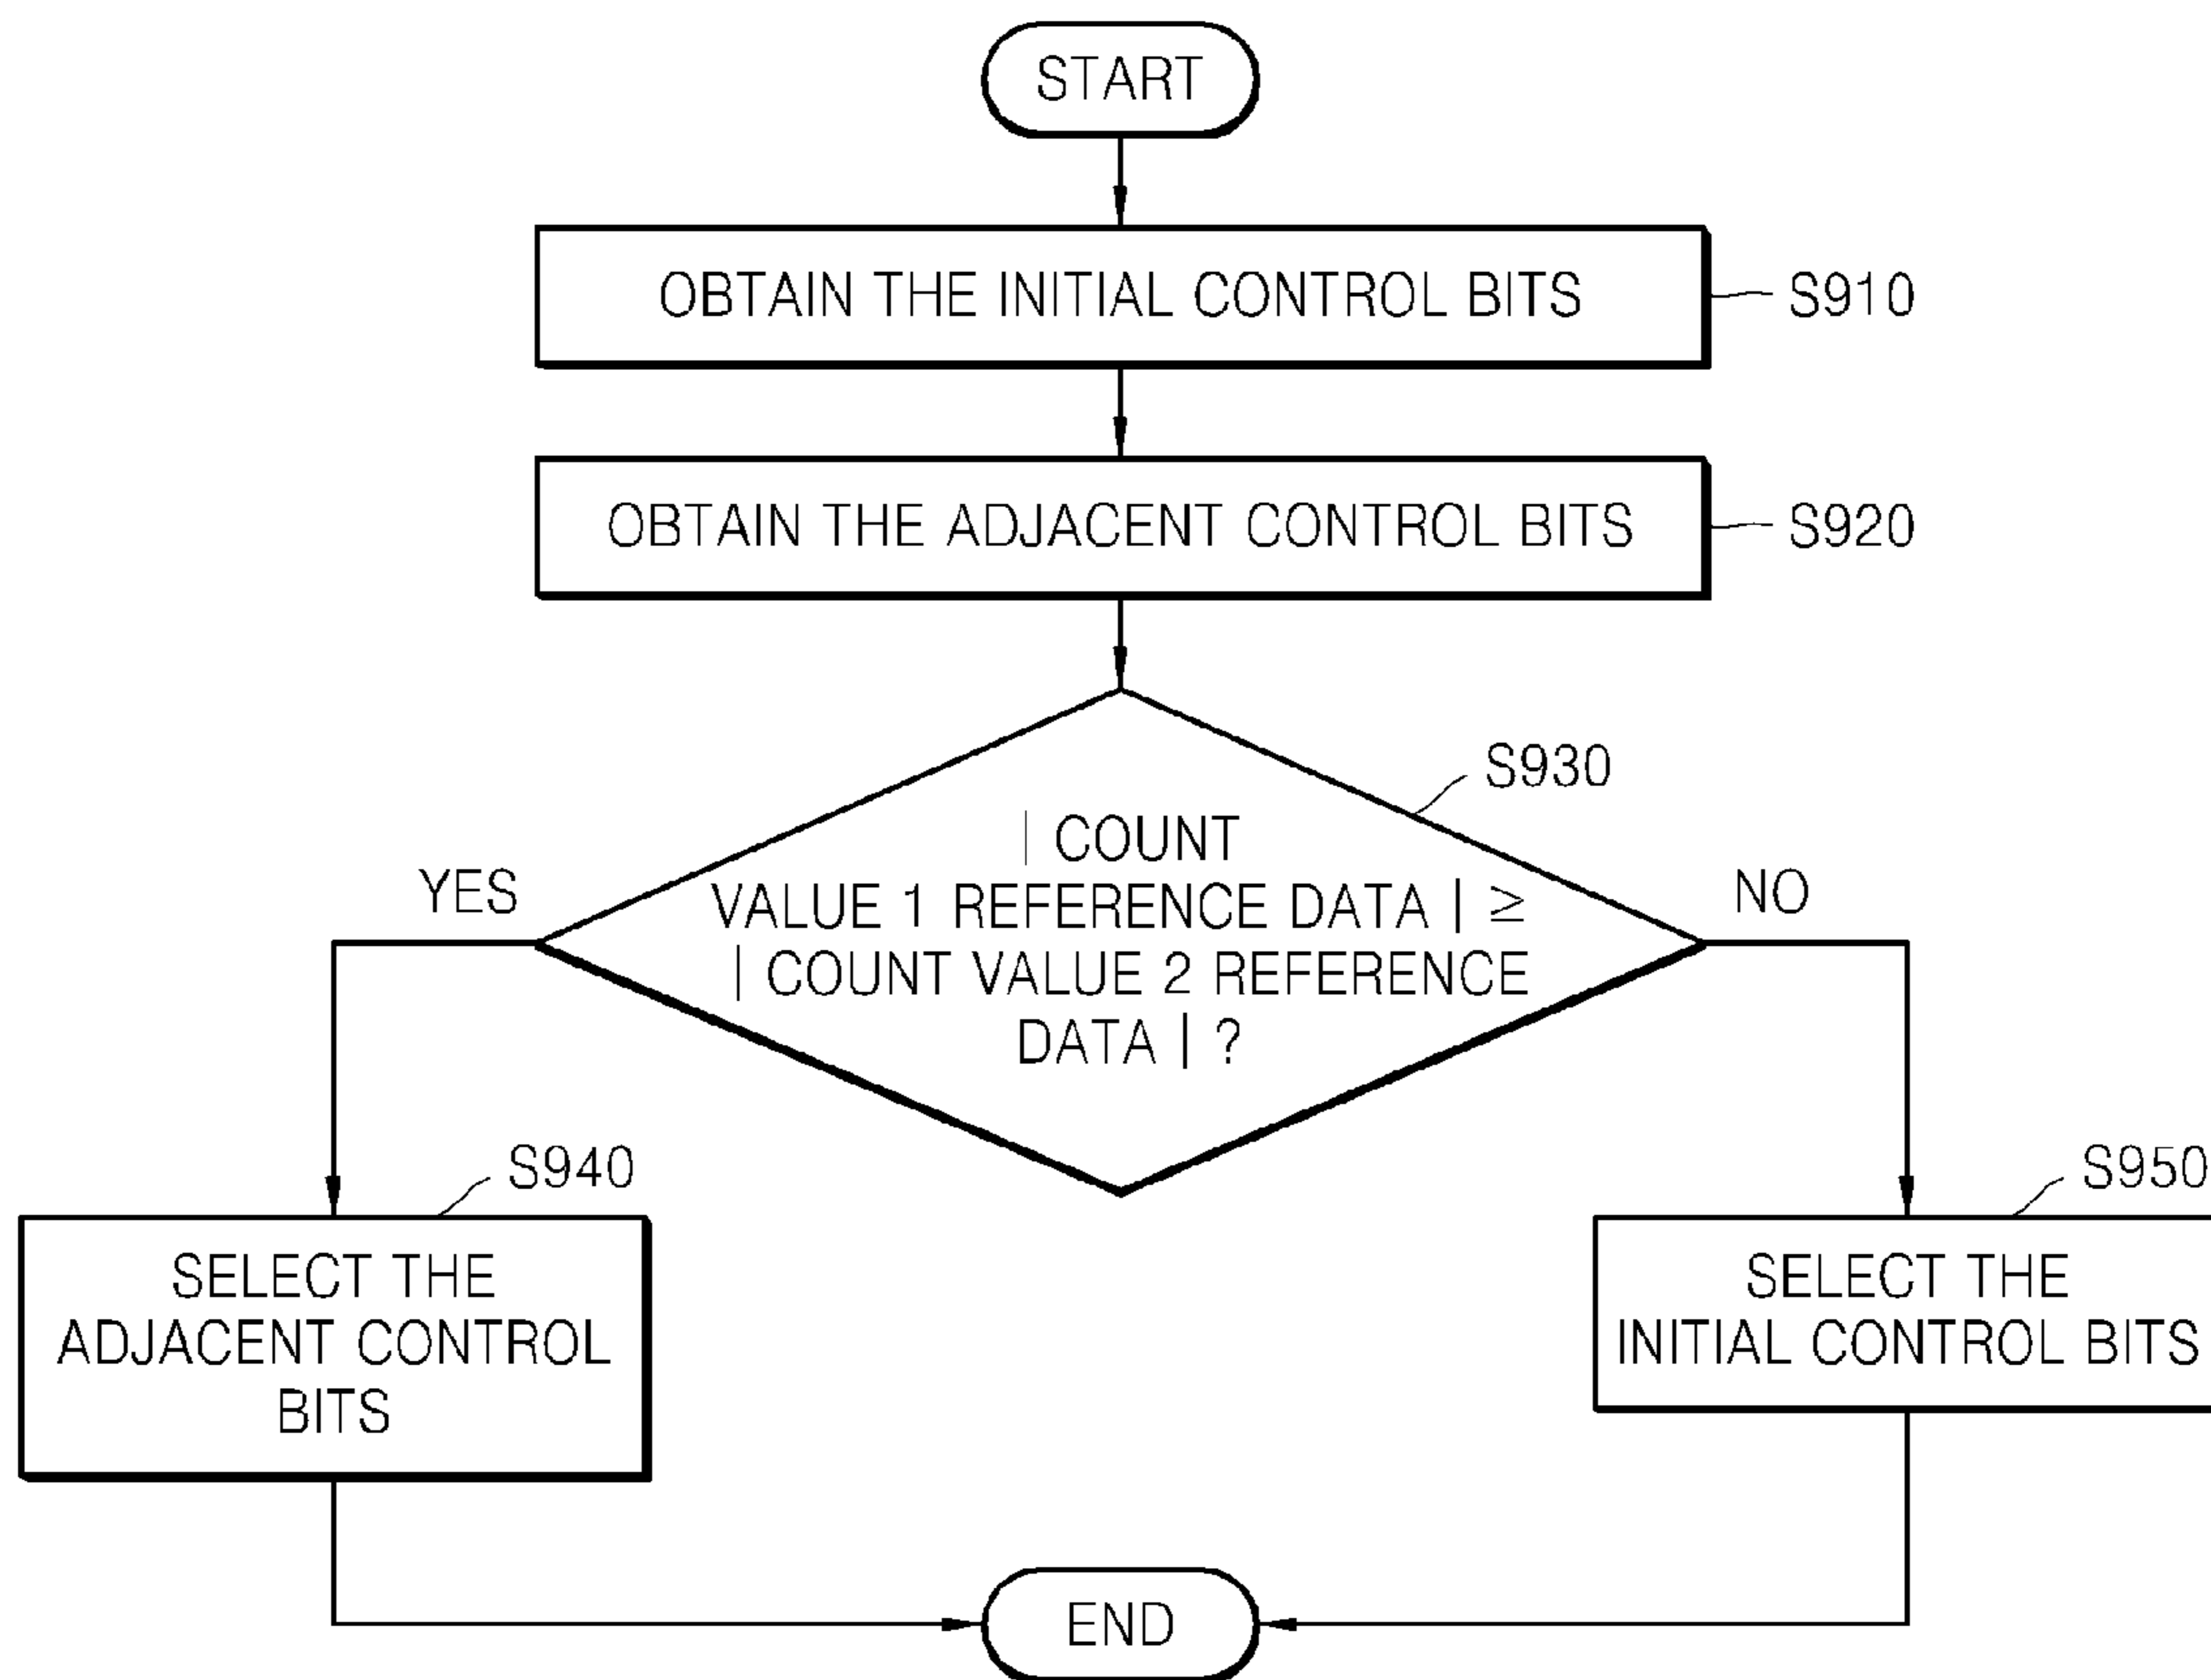 START
OBTAIN THE INITIAL CONTROL BITS
S910
OBTAIN THE ADJACENT CONTROL BITS
S920
S930
| COUNT
VALUE 1 REFERENCE DATA | ≥
| COUNT VALUE 2 REFERENCE
DATA | ?
YES
NO
S940
SELECT THE
ADJACENT CONTROL
BITS
S950
SELECT THE
INITIAL CONTROL BITS
END